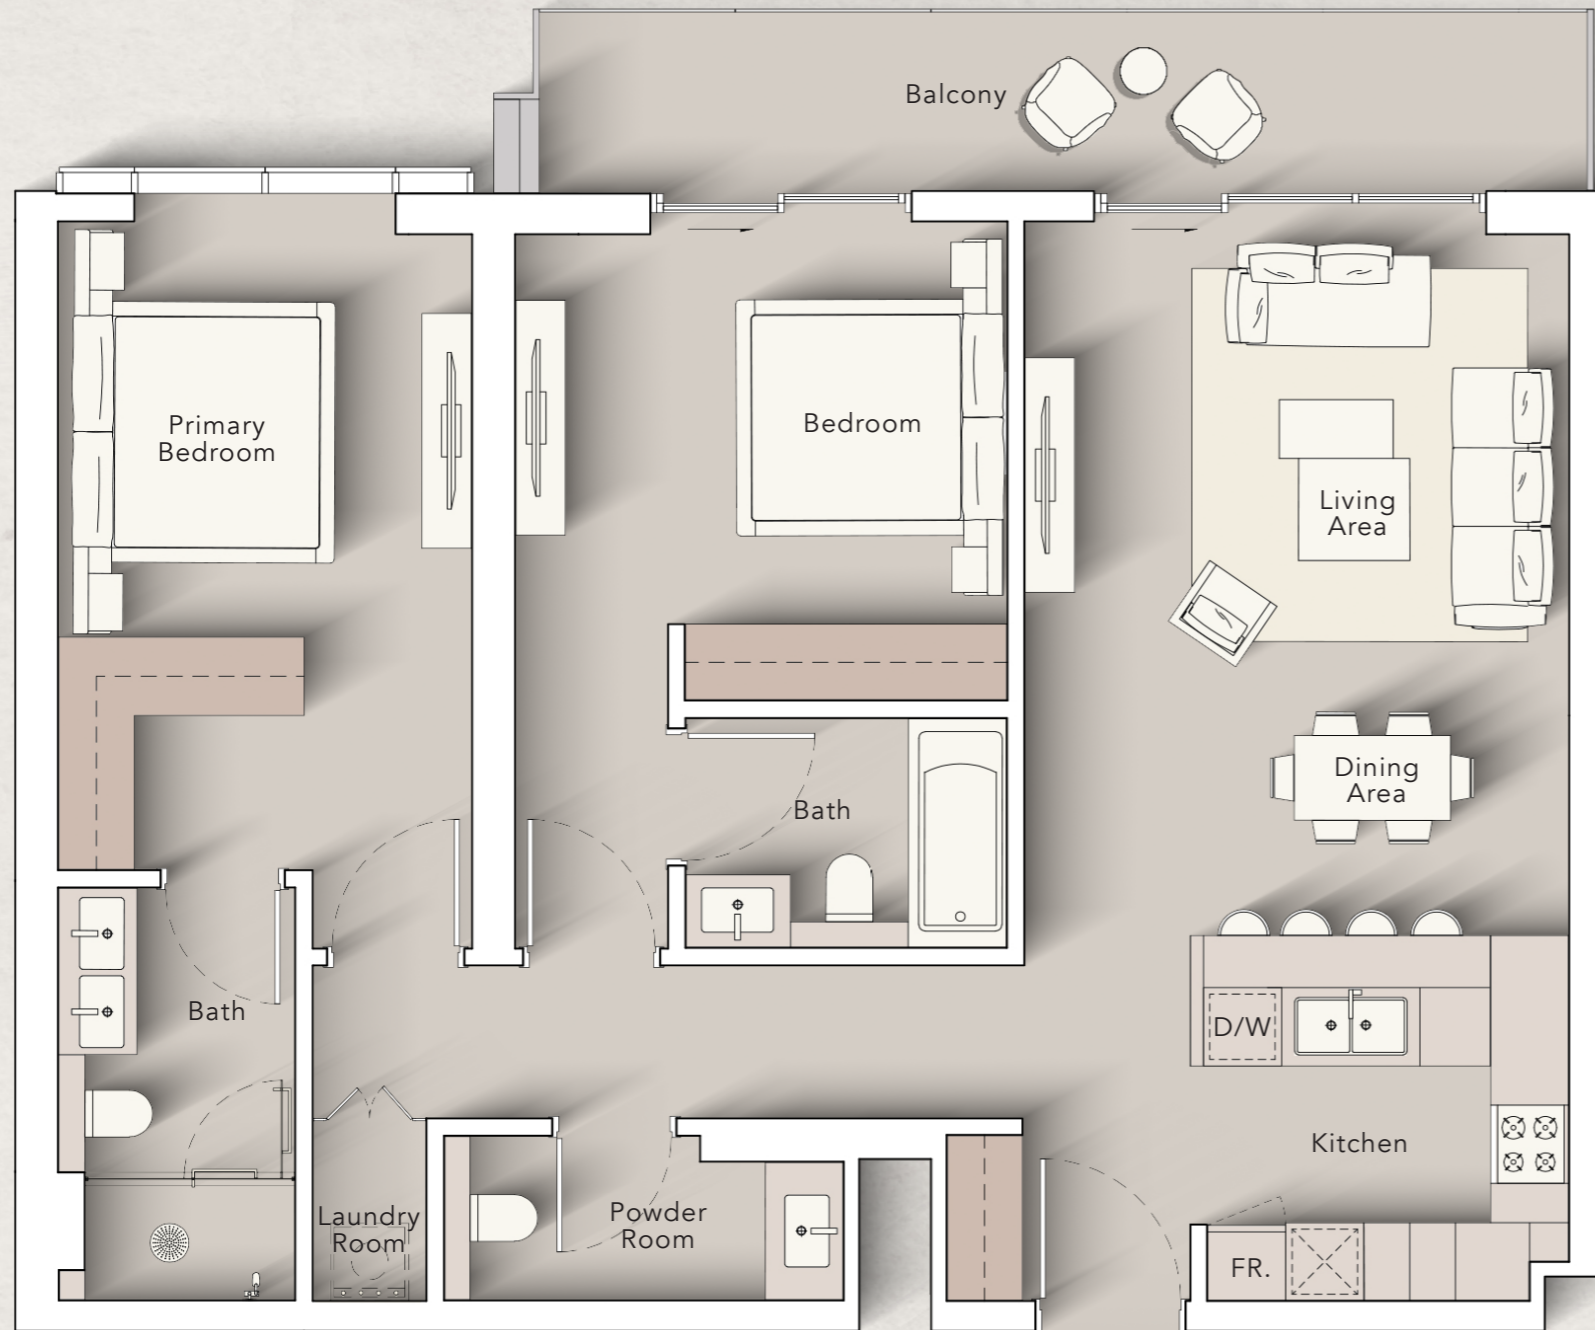 Balcony
Primary
Bedroom
Bedroom
Living
Area
Dining
Area
Bath
Bath
D/W
Kitchen
Laundry
Room
Powder
Room
FR.